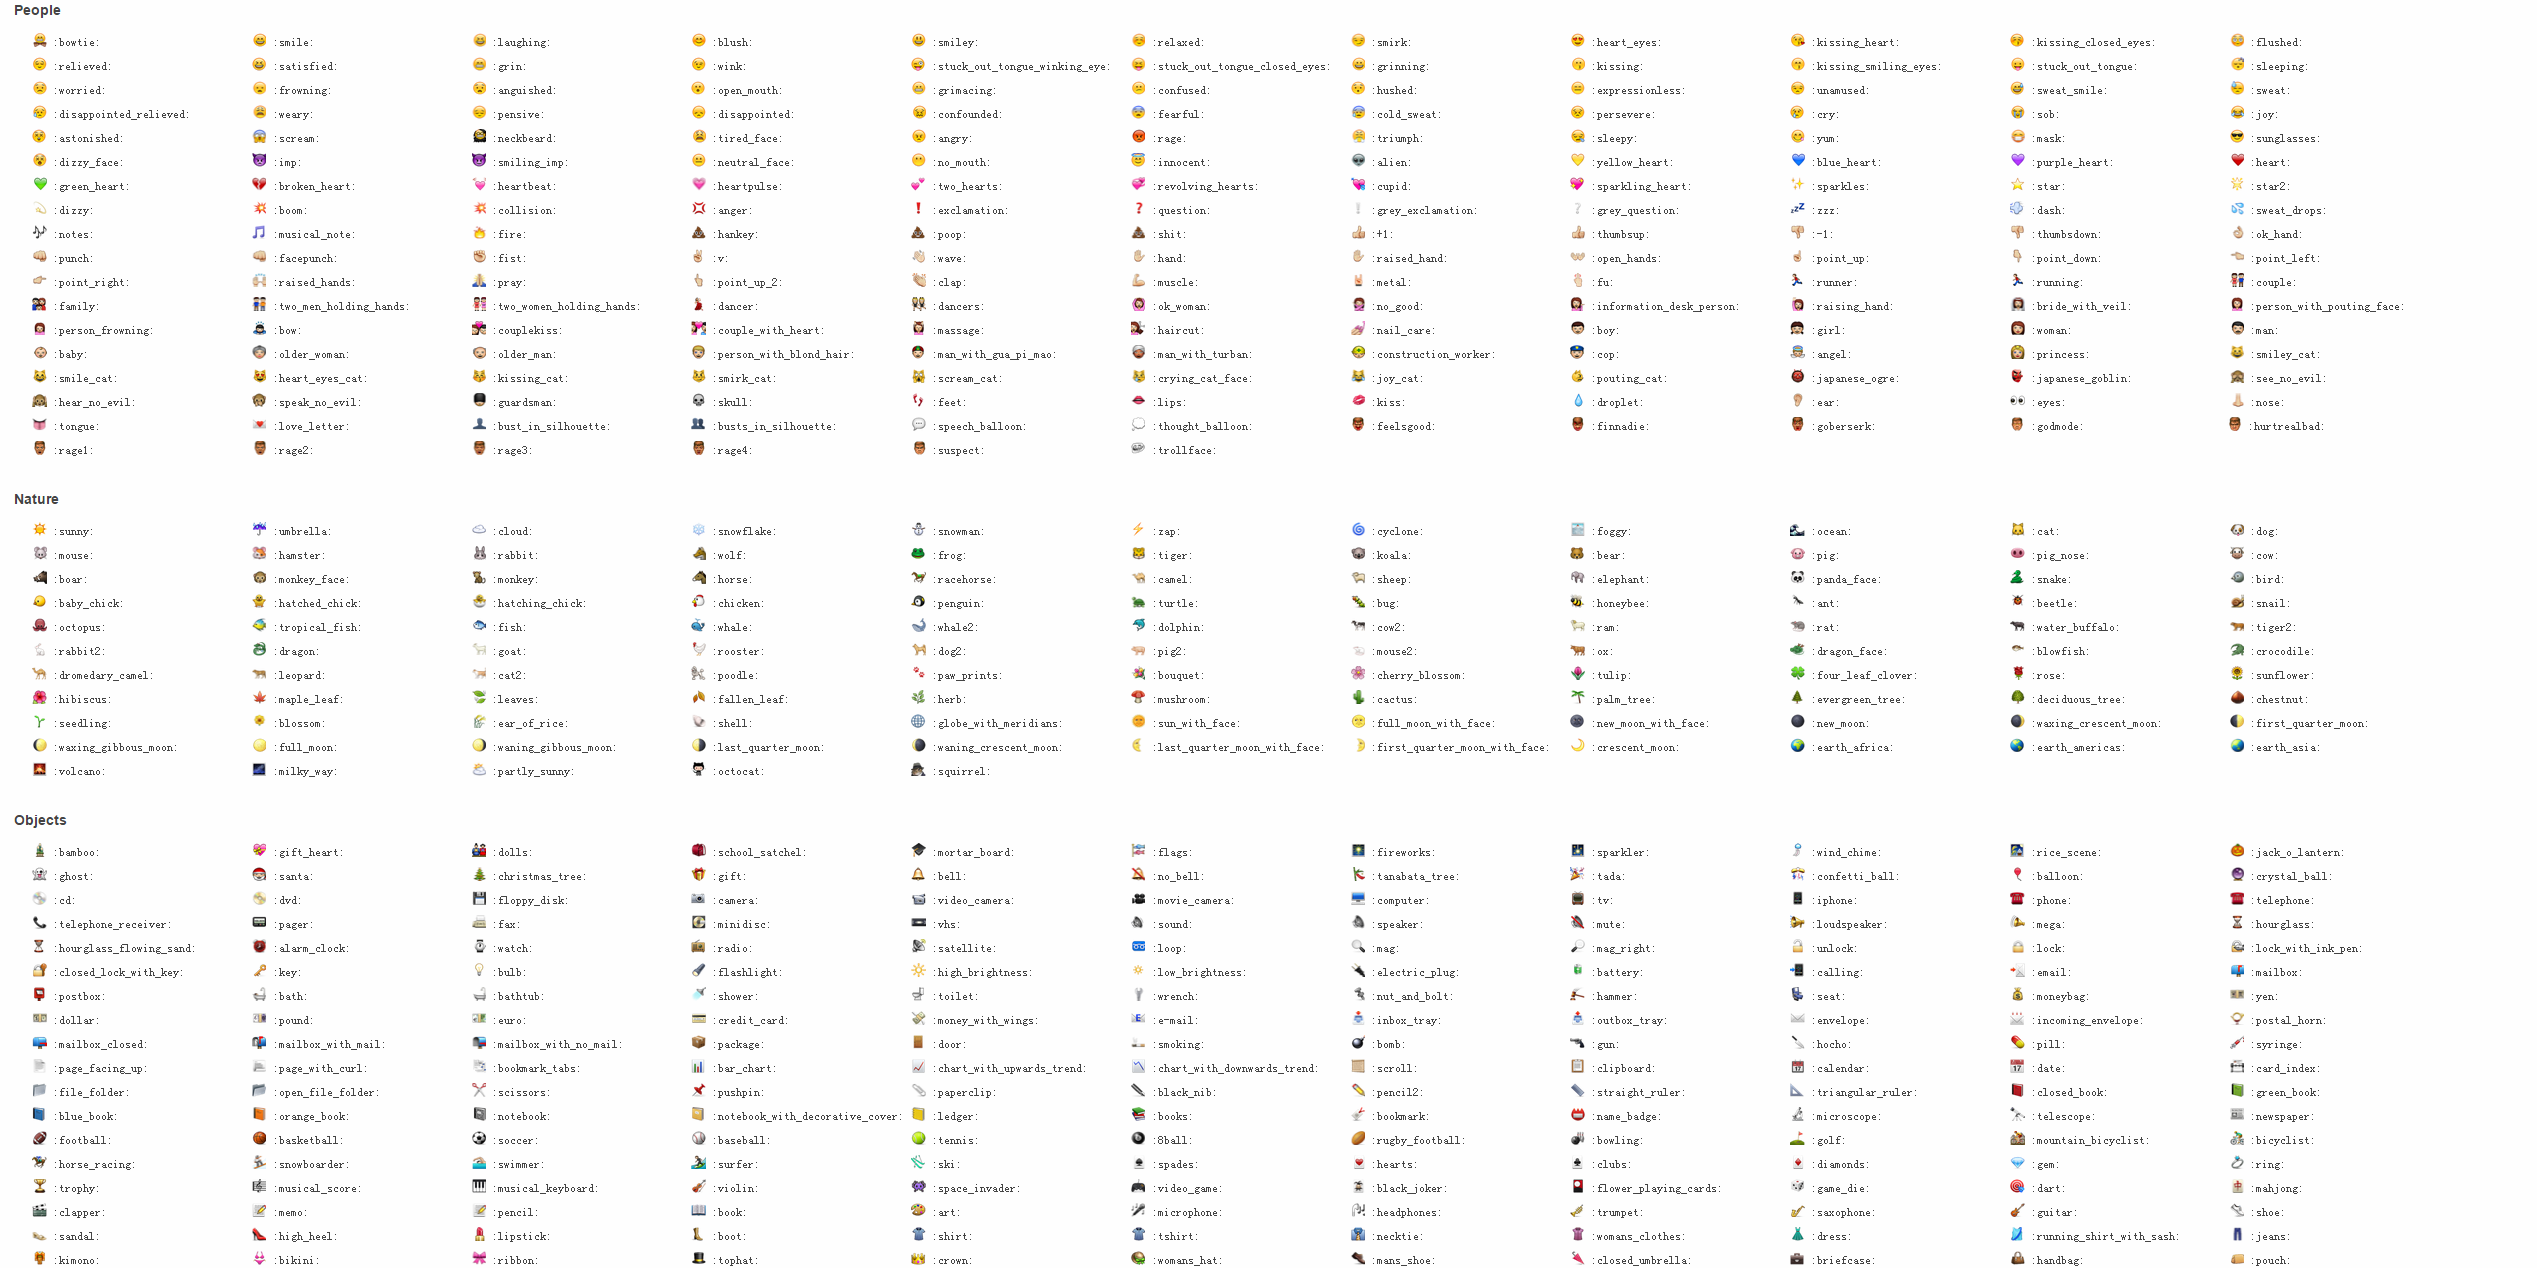 People
:bowtie: :smile: :laughing: :blush: :smiley: :relaxed: :smirk: :heart_eyes: :kissing_heart: :kissing_closed_eyes: :flushed:
:relieved: :satisfied: :grin: :wink: :stuck_out_tongue_winking_eye: :stuck_out_tongue_closed_eyes: :grinning: :kissing: :kissing_smiling_eyes: :stuck_out_tongue: :sleeping:
:worried: :frowning: :anguished: :open_mouth: :grimacing: :confused: :hushed: :expressionless: :unamused: :sweat_smile: :sweat:
:disappointed_relieved: :weary: :pensive: :disappointed: :confounded: :fearful: :cold_sweat: :persevere: :cry: :sob: :joy:
:astonished: :scream: :neckbeard: :tired_face: :angry: :rage: :triumph: :sleepy: :yum: :mask: :sunglasses:
:dizzy_face: :imp: :smiling_imp: :neutral_face: :no_mouth: :innocent: :alien: :yellow_heart: :blue_heart: :purple_heart: :heart:
:green_heart: :broken_heart: :heartbeat: :heartpulse: :two_hearts: :revolving_hearts: :cupid: :sparkling_heart: :sparkles: :star: :star2:
:dizzy: :boom: :collision: :anger: :exclamation: :question: :grey_exclamation: :grey_question: :zzz: :dash: :sweat_drops:
:notes: :musical_note: :fire: :hankey: :poop: :shit: :+1: :thumbsup: :-1: :thumbsdown: :ok_hand:
:punch: :facepunch: :fist: :v: :wave: :hand: :raised_hand: :open_hands: :point_up: :point_down: :point_left:
:point_right: :raised_hands: :pray: :point_up_2: :clap: :muscle: :metal: :fu: :runner: :running: :couple:
:family: :two_men_holding_hands: :two_women_holding_hands: :dancer: :dancers: :ok_woman: :no_good: :information_desk_person: :raising_hand: :bride_with_veil: :person_with_pouting_face:
:person_frowning: :bow: :couplekiss: :couple_with_heart: :massage: :haircut: :nail_care: :boy: :girl: :woman: :man:
:baby: :older_woman: :older_man: :person_with_blond_hair: :man_with_gua_pi_mao: :man_with_turban: :construction_worker: :cop: :angel: :princess: :smiley_cat:
:smile_cat: :heart_eyes_cat: :kissing_cat: :smirk_cat: :scream_cat: :crying_cat_face: :joy_cat: :pouting_cat: :japanese_ogre: :japanese_goblin: :see_no_evil:
:hear_no_evil: :speak_no_evil: :guardsman: :skull: :feet: :lips: :kiss: :droplet: :ear: :eyes: :nose:
:tongue: :love_letter: :bust_in_silhouette: :busts_in_silhouette: :speech_balloon: :thought_balloon: :feelsgood: :finnadie: :goberserk: :godmode: :hurtrealbad:
:rage1: :rage2: :rage3: :rage4: :suspect: :trollface:
Nature
:sunny: :umbrella: :cloud: :snowflake: :snowman: :zap: :cyclone: :foggy: :ocean: :cat: :dog:
:mouse: :hamster: :rabbit: :wolf: :frog: :tiger: :koala: :bear: :pig: :pig_nose: :cow:
:boar: :monkey_face: :monkey: :horse: :racehorse: :camel: :sheep: :elephant: :panda_face: :snake: :bird:
:baby_chick: :hatched_chick: :hatching_chick: :chicken: :penguin: :turtle: :bug: :honeybee: :ant: :beetle: :snail:
:octopus: :tropical_fish: :fish: :whale: :whale2: :dolphin: :cow2: :ram: :rat: :water_buffalo: :tiger2:
:rabbit2: :dragon: :goat: :rooster: :dog2: :pig2: :mouse2: :ox: :dragon_face: :blowfish: :crocodile:
:dromedary_camel: :leopard: :cat2: :poodle: :paw_prints: :bouquet: :cherry_blossom: :tulip: :four_leaf_clover: :rose: :sunflower:
:hibiscus: :maple_leaf: :leaves: :fallen_leaf: :herb: :mushroom: :cactus: :palm_tree: :evergreen_tree: :deciduous_tree: :chestnut:
:seedling: :blossom: :ear_of_rice: :shell: :globe_with_meridians: :sun_with_face: :full_moon_with_face: :new_moon_with_face: :new_moon: :waxing_crescent_moon: :first_quarter_moon:
:waxing_gibbous_moon: :full_moon: :waning_gibbous_moon: :last_quarter_moon: :waning_crescent_moon: :last_quarter_moon_with_face: :first_quarter_moon_with_face: :crescent_moon: :earth_africa: :earth_americas: :earth_asia:
:volcano: :milky_way: :partly_sunny: :octocat: :squirrel:
Objects
:bamboo: :gift_heart: :dolls: :school_satchel: :mortar_board: :flags: :fireworks: :sparkler: :wind_chime: :rice_scene: :jack_o_lantern:
:ghost: :santa: :christmas_tree: :gift: :bell: :no_bell: :tanabata_tree: :tada: :confetti_ball: :balloon: :crystal_ball:
:cd: :dvd: :floppy_disk: :camera: :video_camera: :movie_camera: :computer: :tv: :iphone: :phone: :telephone:
:telephone_receiver: :pager: :fax: :minidisc: :vhs: :sound: :speaker: :mute: :loudspeaker: :mega: :hourglass:
:hourglass_flowing_sand: :alarm_clock: :watch: :radio: :satellite: :loop: :mag: :mag_right: :unlock: :lock: :lock_with_ink_pen:
:closed_lock_with_key: :key: :bulb: :flashlight: :high_brightness: :low_brightness: :electric_plug: :battery: :calling: :email: :mailbox:
:postbox: :bath: :bathtub: :shower: :toilet: :wrench: :nut_and_bolt: :hammer: :seat: :moneybag: :yen:
:dollar: :pound: :euro: :credit_card: :money_with_wings: :e-mail: :inbox_tray: :outbox_tray: :envelope: :incoming_envelope: :postal_horn:
:mailbox_closed: :mailbox_with_mail: :mailbox_with_no_mail: :package: :door: :smoking: :bomb: :gun: :hocho: :pill: :syringe:
:page_facing_up: :page_with_curl: :bookmark_tabs: :bar_chart: :chart_with_upwards_trend: :chart_with_downwards_trend: :scroll: :clipboard: :calendar: :date: :card_index:
:file_folder: :open_file_folder: :scissors: :pushpin: :paperclip: :black_nib: :pencil2: :straight_ruler: :triangular_ruler: :closed_book: :green_book:
:blue_book: :orange_book: :notebook: :notebook_with_decorative_cover: :ledger: :books: :bookmark: :name_badge: :microscope: :telescope: :newspaper:
:football: :basketball: :soccer: :baseball: :tennis: :8ball: :rugby_football: :bowling: :golf: :mountain_bicyclist: :bicyclist:
:horse_racing: :snowboarder: :swimmer: :surfer: :ski: :spades: :hearts: :clubs: :diamonds: :gem: :ring:
:trophy: :musical_score: :musical_keyboard: :violin: :space_invader: :video_game: :black_joker: :flower_playing_cards: :game_die: :dart: :mahjong:
:clapper: :memo: :pencil: :book: :art: :microphone: :headphones: :trumpet: :saxophone: :guitar: :shoe:
:sandal: :high_heel: :lipstick: :boot: :shirt: :tshirt: :necktie: :womans_clothes: :dress: :running_shirt_with_sash: :jeans:
:kimono: :bikini: :ribbon: :tophat: :crown: :womans_hat: :mans_shoe: :closed_umbrella: :briefcase: :handbag: :pouch: